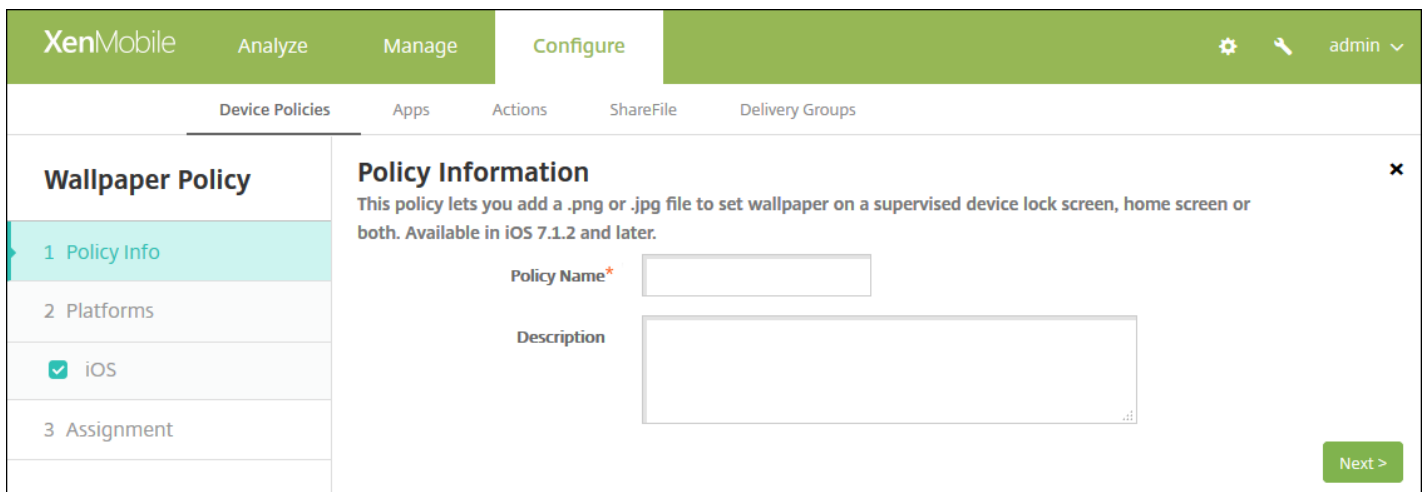 XenMobile Analyze Manage Configure admin
Device Policies Apps Actions ShareFile Delivery Groups
Wallpaper Policy
1 Policy Info
2 Platforms
iOS
3 Assignment
Policy Information
This policy lets you add a .png or .jpg file to set wallpaper on a supervised device lock screen, home screen or
both. Available in iOS 7.1.2 and later.
Policy Name*
Description
Next >